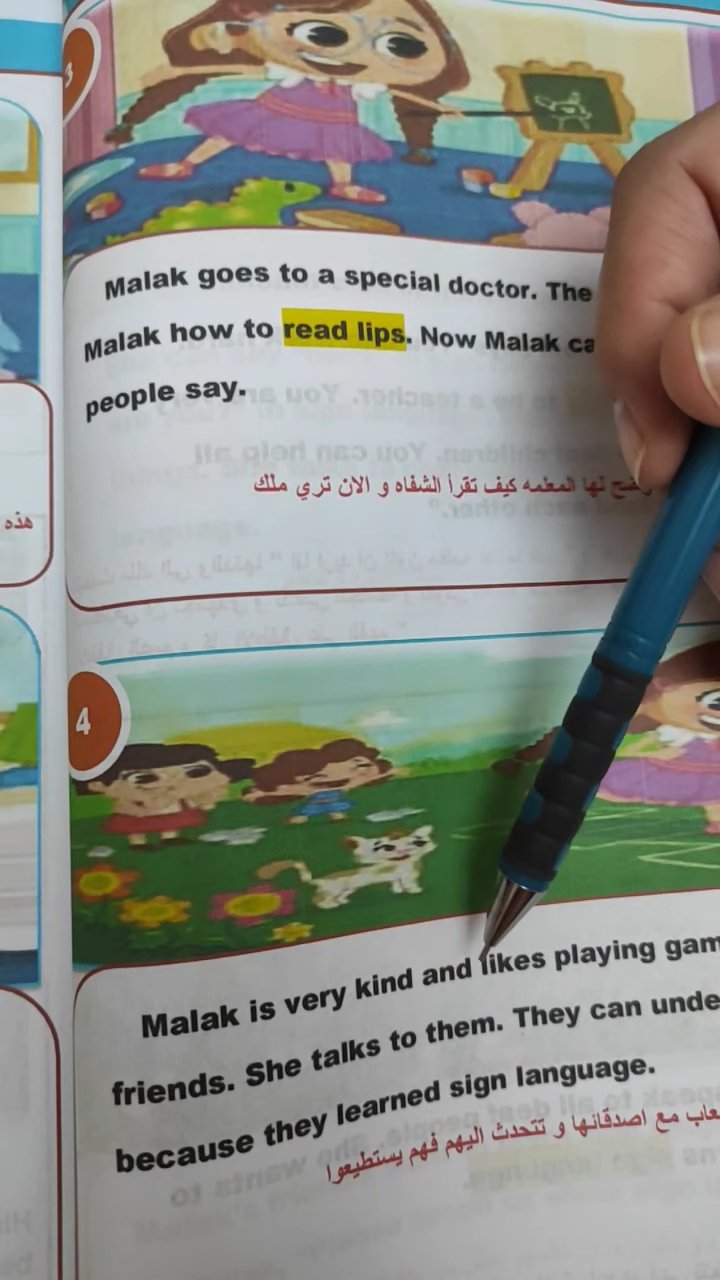 3
Malak goes to a special doctor. The
Malak how to read lips. Now Malak ca
people say.
لها المعلمه كيف تقرأ الشفاه و الان تري ملك
هذه
4
Malak is very kind and likes playing gam
friends. She talks to them. They can unde
because they learned sign language.
عاب مع اصدقائها و تتحدث اليهم فهم يستطيعوا